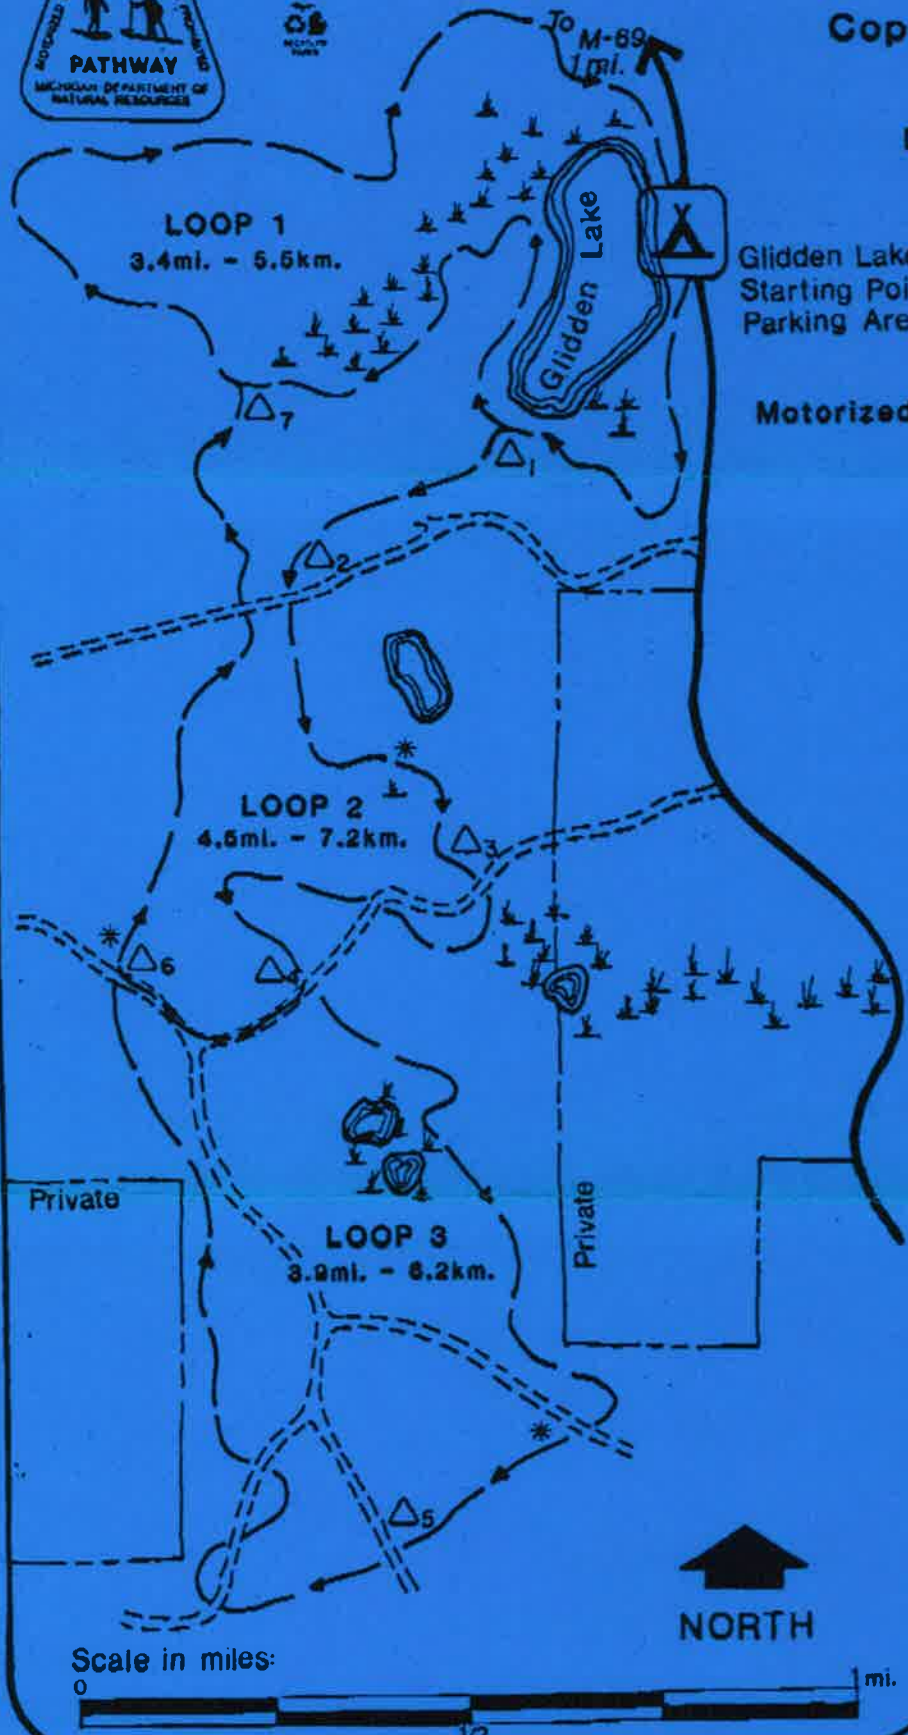 PATHWAY
MICHIGAN DEPARTMENT OF
NATURAL RESOURCES
To
M-69
1mi.
Cop
LOOP 1
3.4mi. - 5.5km.
Glidden Lake
Glidden Lake
Starting Poi
Parking Are
Motorized
7
1
2
LOOP 2
4.5mi. - 7.2km.
3
6
4
Private
Private
LOOP 3
3.9mi. - 6.2km.
5
NORTH
Scale in miles:
0
1/2
1 mi.